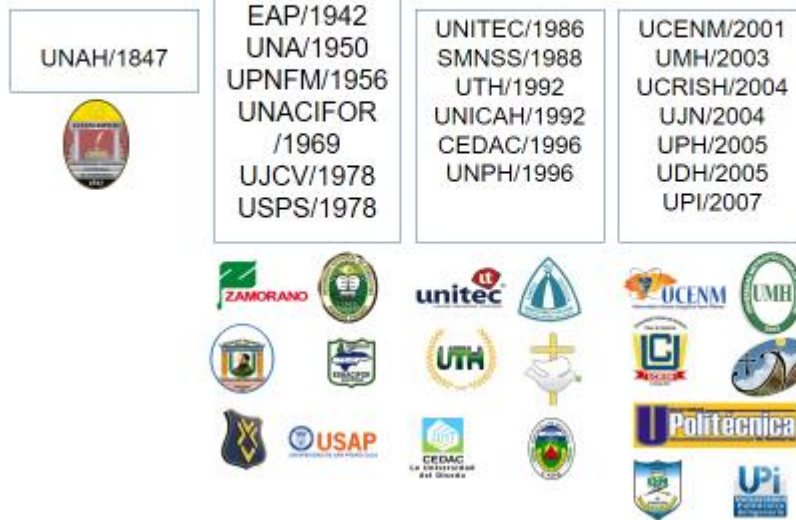 UNAH/1847
EAP/1942
UNA/1950
UPNFM/1956
UNACIFOR
/1969
UJCV/1978
USPS/1978
UNITEC/1986
SMNSS/1988
UTH/1992
UNICAH/1992
CEDAC/1996
UNPH/1996
UCENM/2001
UMH/2003
UCRISH/2004
UJN/2004
UPH/2005
UDH/2005
UPI/2007
ZAMORANO
unitec
UCENM
UMH
UTH
USAP
CEDAC
La Universidad
del Diseño
Politécnica
UPi